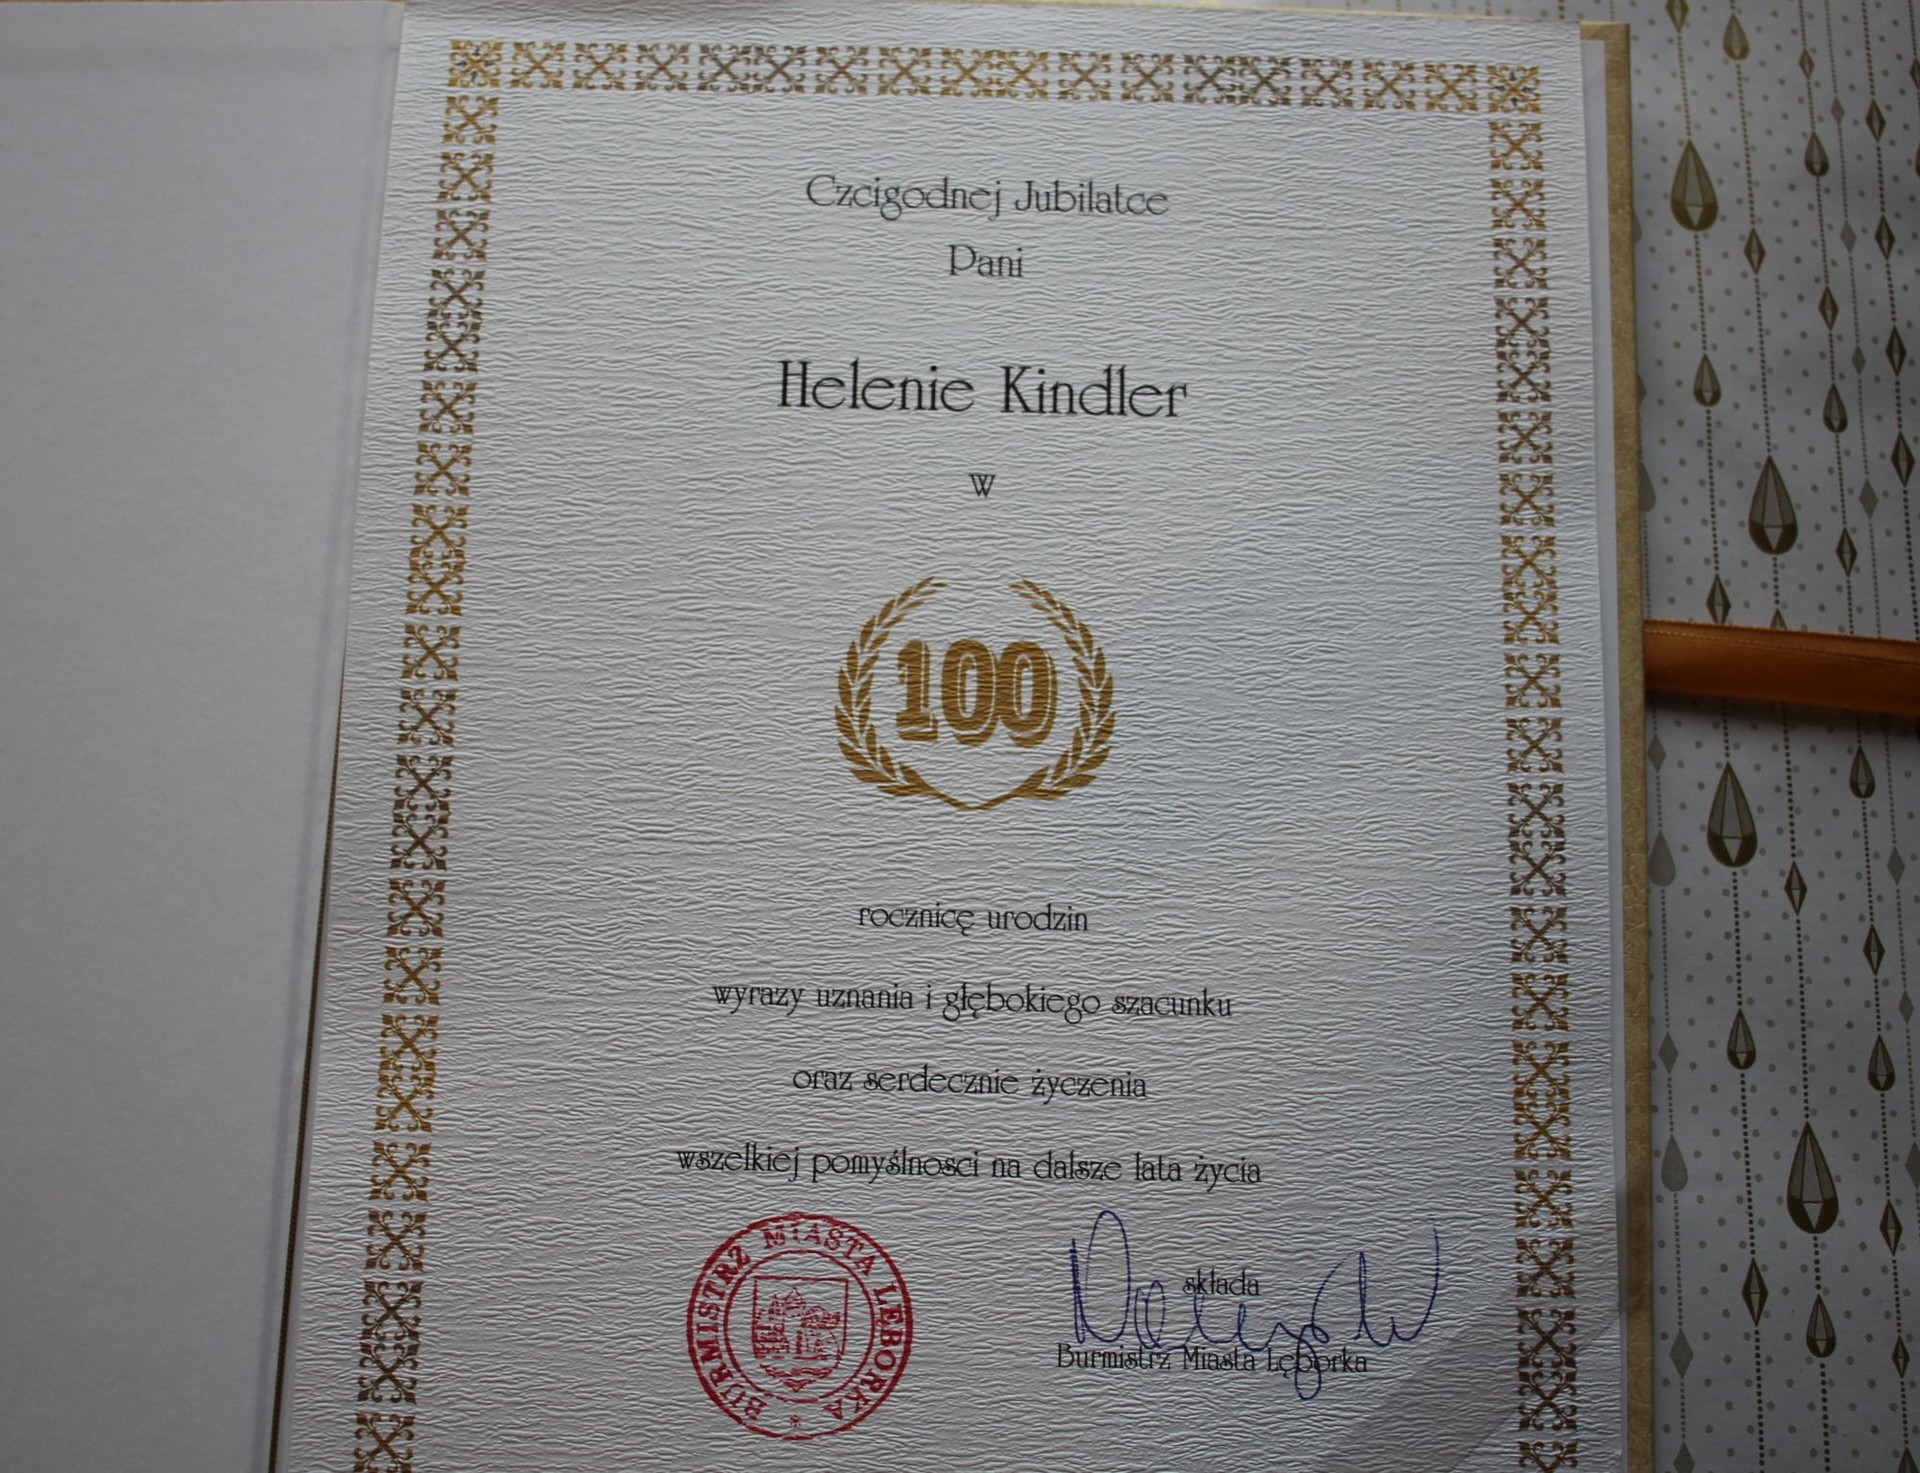 Czcigodnej Jubilatce
Pani
Helenie Kindler
w
100
rocznicę urodzin
wyrazy uznania i głębokiego szacunku
oraz serdecznie życzenia
wszelkiej pomyślnosci na dalsze lata życia
BURMISTRZ MIASTA LĘBORKA *
składa
Burmistrz Miasta Lęborka